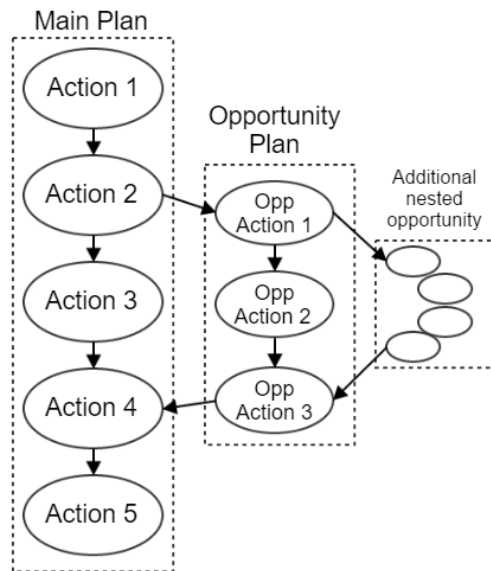 Main Plan
Action 1
Action 2
Action 3
Action 4
Action 5
Opportunity
Plan
Opp
Action 1
Opp
Action 2
Opp
Action 3
Additional
nested
opportunity